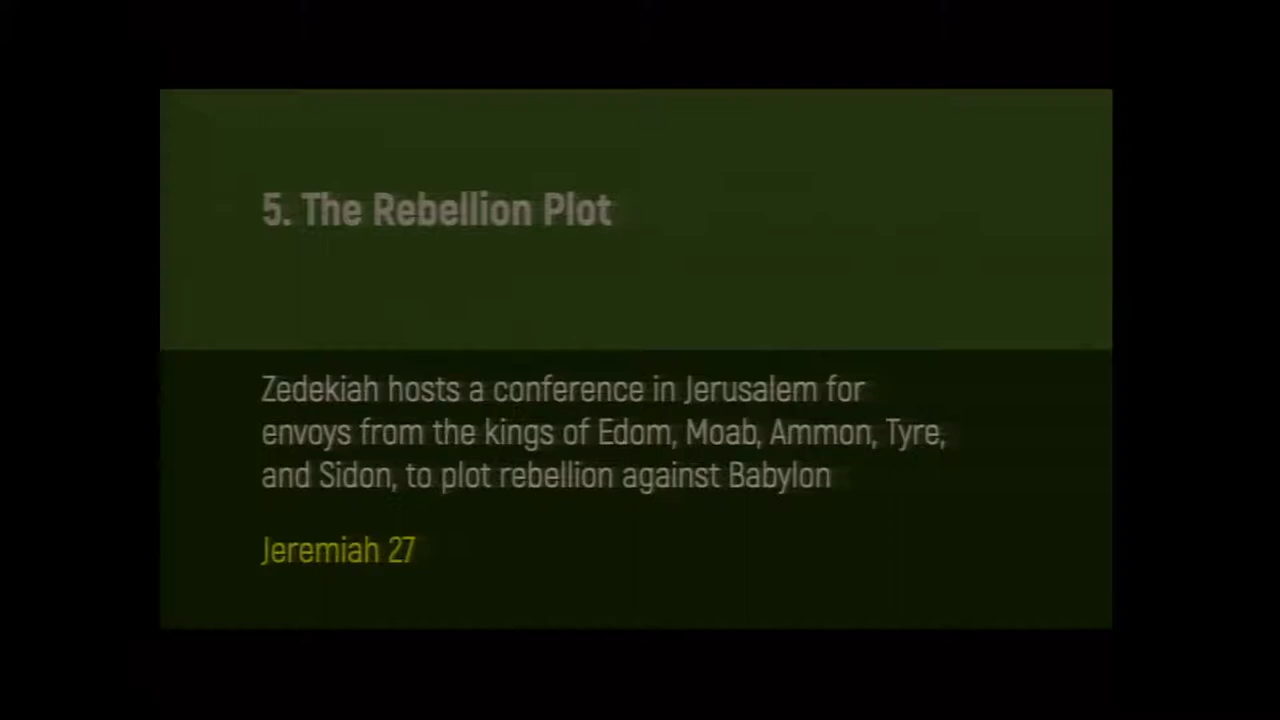 5. The Rebellion Plot
Zedekiah hosts a conference in Jerusalem for
envoys from the kings of Edom, Moab, Ammon, Tyre,
and Sidon, to plot rebellion against Babylon
Jeremiah 27